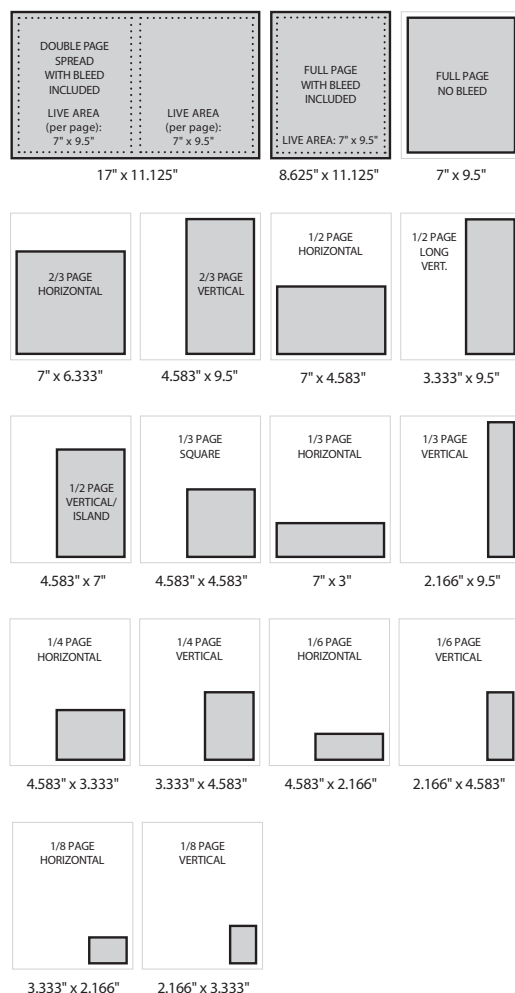 DOUBLE PAGE
SPREAD
WITH BLEED
INCLUDED
LIVE AREA
(per page):
7" x 9.5"
LIVE AREA
(per page):
7" x 9.5"
17" x 11.125"
FULL PAGE
WITH BLEED
INCLUDED
LIVE AREA: 7" x 9.5"
8.625" x 11.125"
FULL PAGE
NO BLEED
7" x 9.5"
2/3 PAGE
HORIZONTAL
7" x 6.333"
2/3 PAGE
VERTICAL
4.583" x 9.5"
1/2 PAGE
HORIZONTAL
7" x 4.583"
1/2 PAGE
LONG
VERT.
3.333" x 9.5"
1/2 PAGE
VERTICAL/
ISLAND
4.583" x 7"
1/3 PAGE
SQUARE
4.583" x 4.583"
1/3 PAGE
HORIZONTAL
7" x 3"
1/3 PAGE
VERTICAL
2.166" x 9.5"
1/4 PAGE
HORIZONTAL
4.583" x 3.333"
1/4 PAGE
VERTICAL
3.333" x 4.583"
1/6 PAGE
HORIZONTAL
4.583" x 2.166"
1/6 PAGE
VERTICAL
2.166" x 4.583"
1/8 PAGE
HORIZONTAL
3.333" x 2.166"
1/8 PAGE
VERTICAL
2.166" x 3.333"